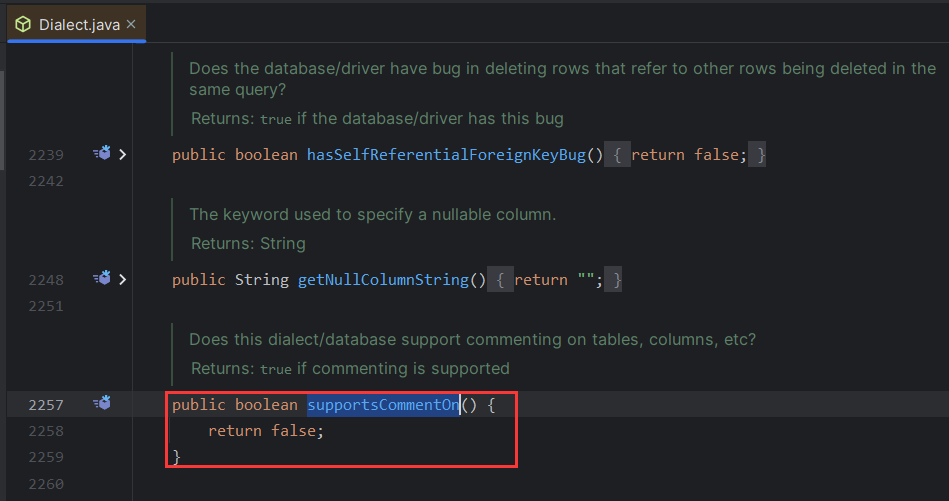 Dialect.java
Does the database/driver have bug in deleting rows that refer to other rows being deleted in the
same query?
Returns: true if the database/driver has this bug
2239 public boolean hasSelfReferentialForeignKeyBug() { return false; }
2242
The keyword used to specify a nullable column.
Returns: String
2248 public String getNullColumnString() { return ""; }
2251
Does this dialect/database support commenting on tables, columns, etc?
Returns: true if commenting is supported
2257 public boolean supportsCommentOn() {
2258 return false;
2259 }
2260